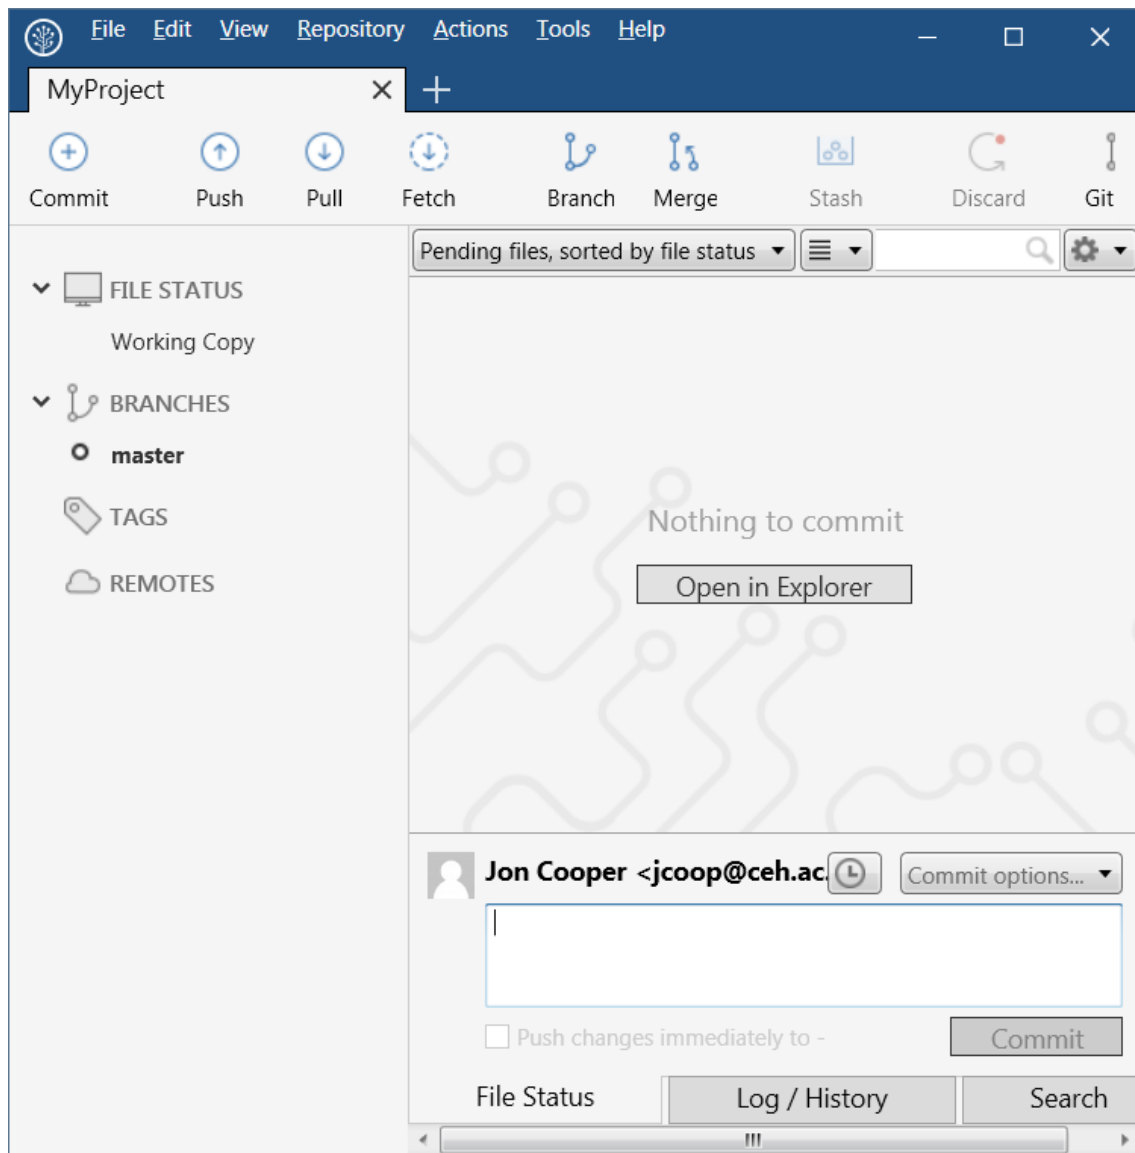 File Edit View Repository Actions Tools Help
MyProject
Commit Push Pull Fetch Branch Merge Stash Discard Git
Pending files, sorted by file status
FILE STATUS
Working Copy
BRANCHES
master
TAGS
REMOTES
Nothing to commit
Open in Explorer
Jon Cooper <jcoop@ceh.ac.
Commit options...
Push changes immediately to -
Commit
File Status Log / History Search